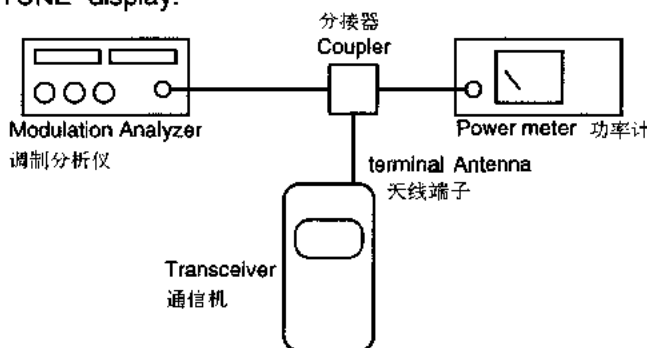 TUNE" display.
分接器
Coupler
Modulation Analyzer
调制分析仪
Power meter 功率计
terminal Antenna
天线端子
Transceiver
通信机